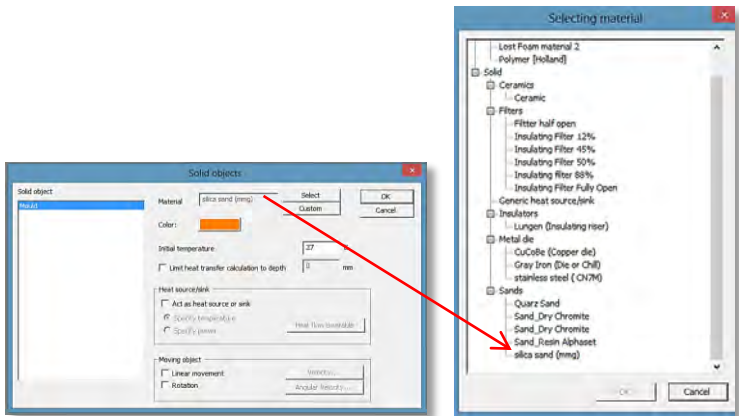 Solid objects
Solid object
Mould
Material
silica sand (mmg)
Select
Custom
OK
Cancel
Color:
Initial temperature
27
Limit heat transfer calculation to depth
0
mm
Heat source/sink
Act as heat source or sink
Specify temperature
Specify power
Moving object
Linear movement
Velocity...
Rotation
Angular Velocity...
Selecting material
Lost Foam material 2
Polymer [Holland]
Solid
Ceramics
Ceramic
Filters
Filtter half open
Insulating Filter 12%
Insulating Filter 45%
Insulating Filter 50%
Insulating filter 88%
Insulating Filter Fully Open
Generic heat source/sink
Insulators
Lungen (Insulating riser)
Metal die
CuCoBe (Copper die)
Gray Iron (Die or Chill)
stainless steel ( CN7M)
Sands
Quarz Sand
Sand_Dry Chromite
Sand_Dry Chromite
Sand_Resin Alphaset
silica sand (mmg)
OK
Cancel